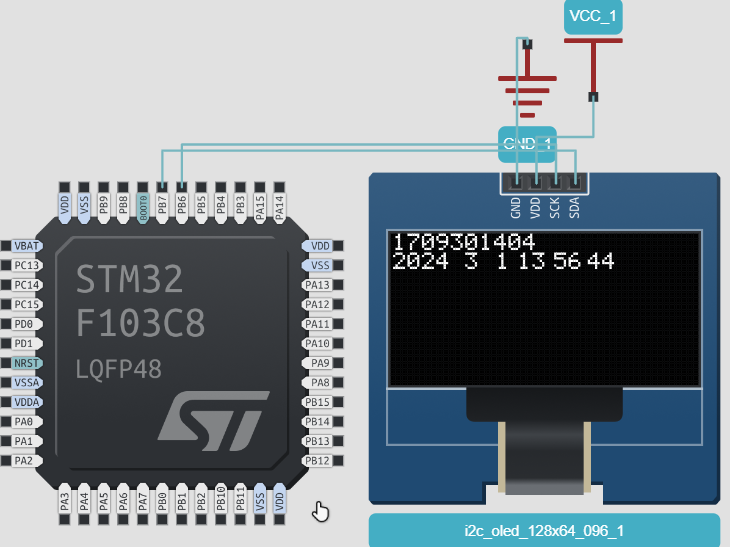 VCC_1
GND_1
VDD
VSS
PB9
PB8
BOOT0
PB7
PB6
PB5
PB4
PB3
PA15
PA14
GND
VDD
SCK
SDA
VBAT
PC13
PC14
PC15
PD0
PD1
NRST
VSSA
VDDA
PA0
PA1
PA2
STM32
F103C8
LQFP48
ST
VDD
VSS
PA13
PA12
PA11
PA10
PA9
PA8
PB15
PB14
PB13
PB12
1709301404
2024 3 1 13 56 44
PA3
PA4
PA5
PA6
PA7
PB0
PB1
PB2
PB10
PB11
VSS
VDD
i2c_oled_128x64_096_1